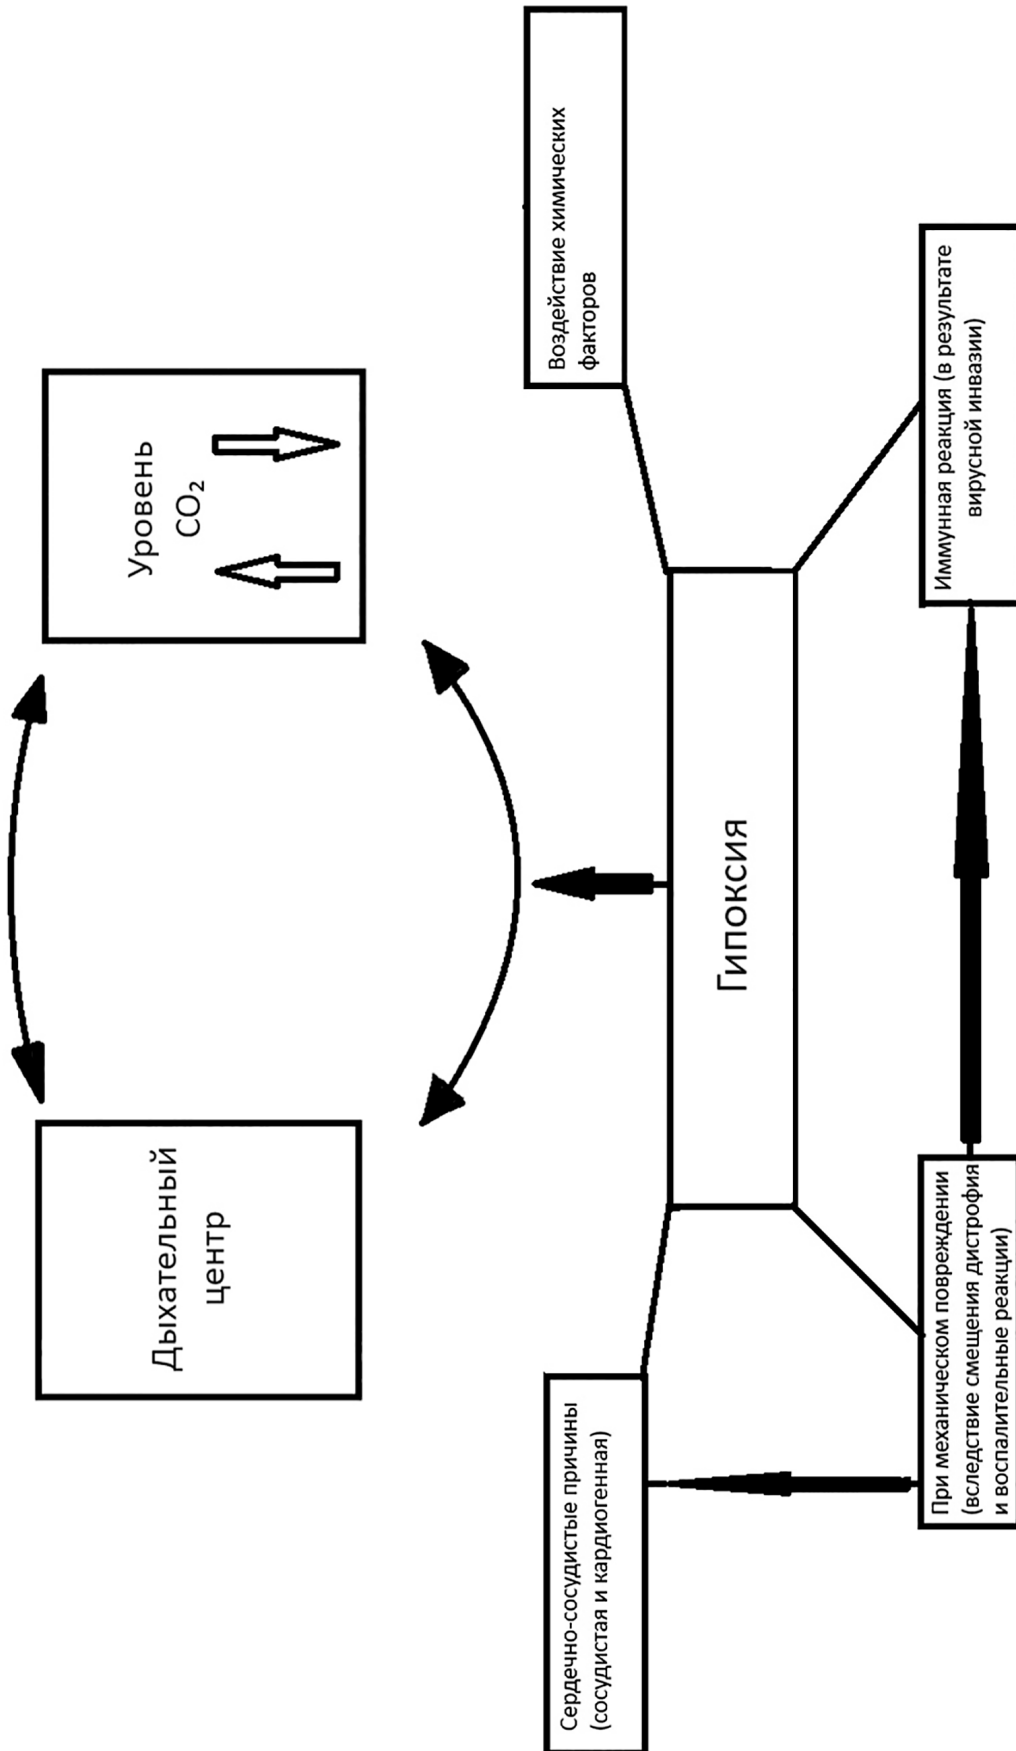 Дыхательный
центр
Уровень
CO₂
Гипоксия
Сердечно-сосудистые причины
(сосудистая и кардиогенная)
Воздействие химических
факторов
При механическом повреждении
(вследствие смещения дистрофия
и воспалительные реакции)
Иммунная реакция (в результате
вирусной инвазии)